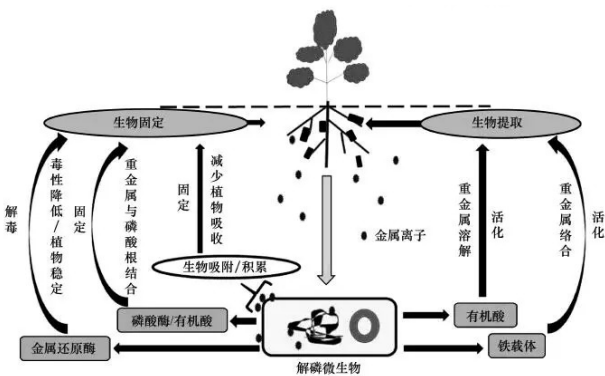 生物固定
生物提取
解毒
毒性降低/植物稳定
固定
重金属与磷酸根结合
固定
减少植物吸收
金属离子
重金属溶解
活化
重金属络合
活化
生物吸附/积累
磷酸酶/有机酸
有机酸
金属还原酶
铁载体
解磷微生物